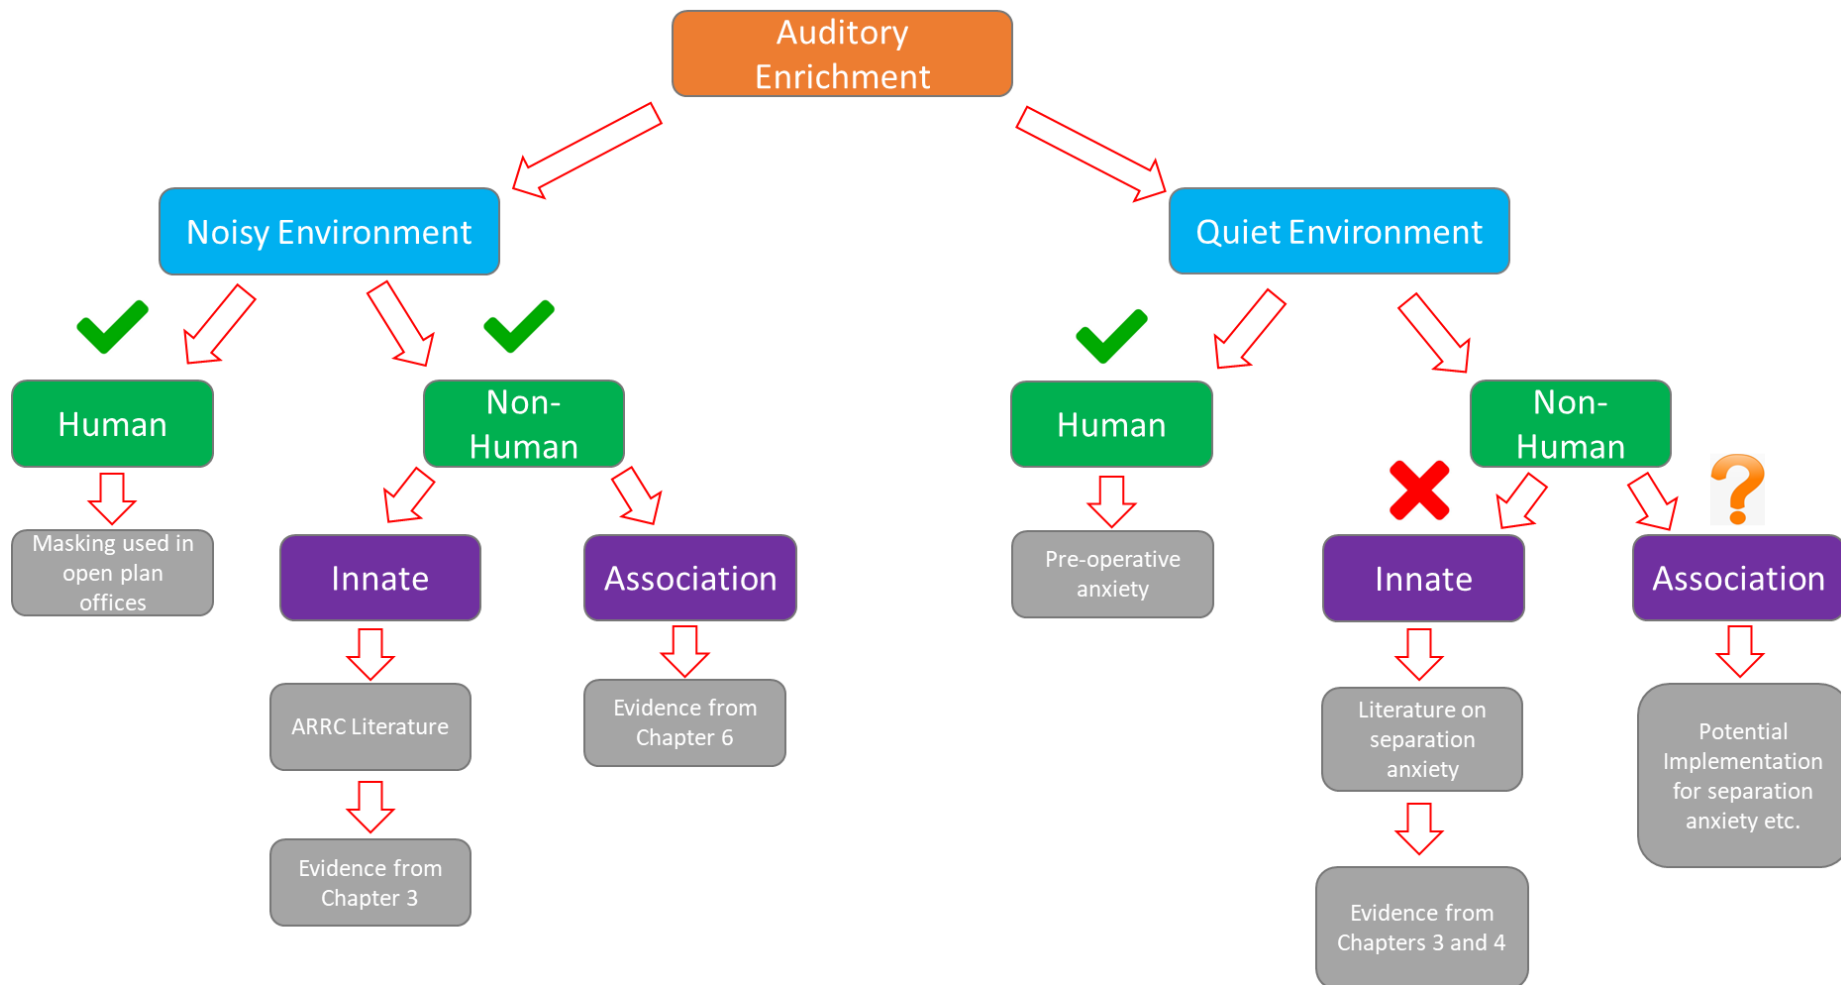 Auditory
Enrichment
Noisy Environment
Quiet Environment
Human
Non-
Human
Human
Non-
Human
Masking used in
open plan
offices
Innate
Association
Pre-operative
anxiety
Innate
Association
ARRC Literature
Evidence from
Chapter 6
Literature on
separation
anxiety
Potential
Implementation
for separation
anxiety etc.
Evidence from
Chapter 3
Evidence from
Chapters 3 and 4